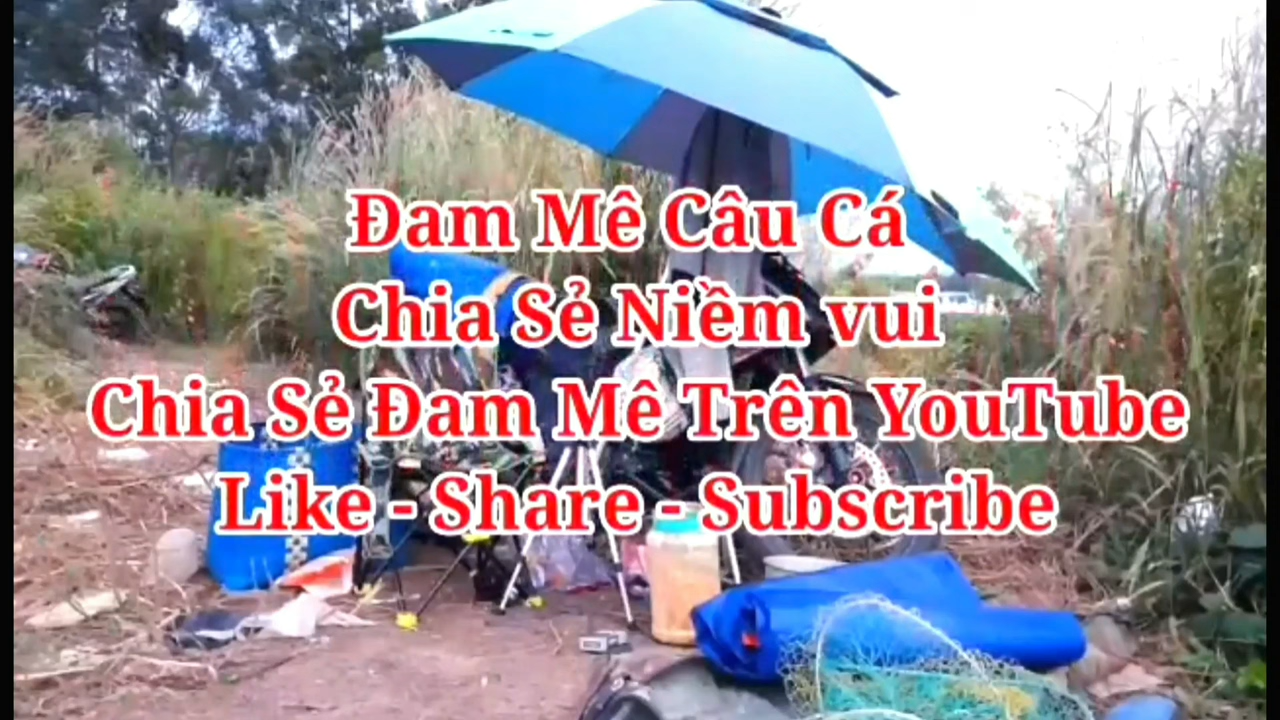 Đam Mê Câu Cá
Chia Sẻ Niềm vui
Chia Sẻ Đam Mê Trên YouTube
Like - Share - Subscribe